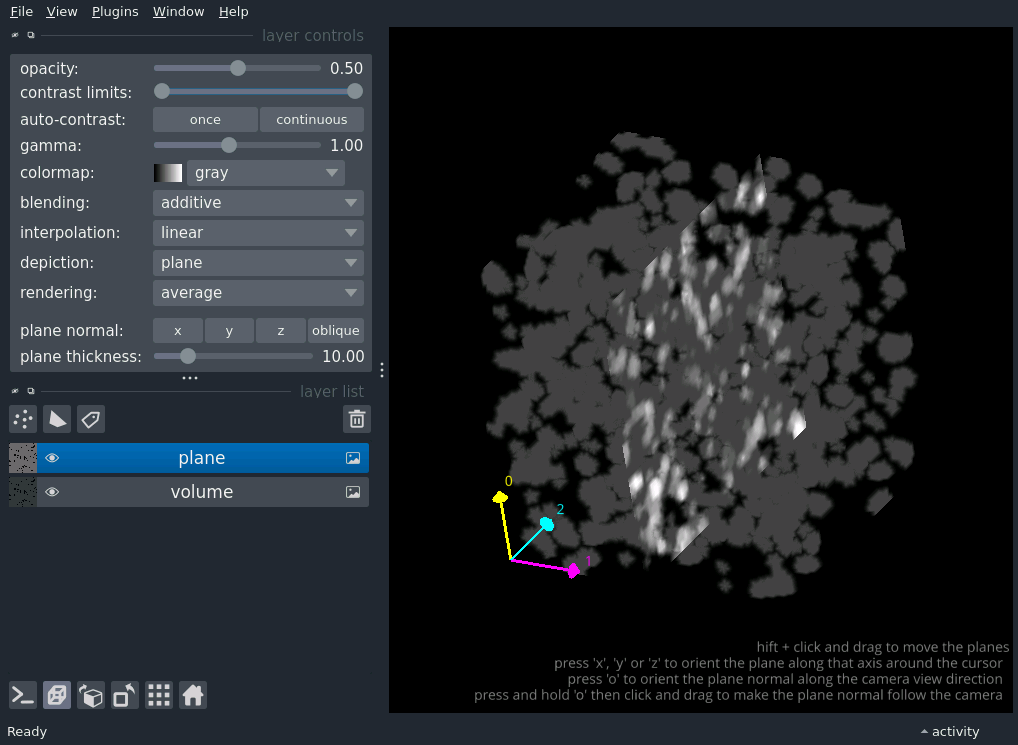 File View Plugins Window Help
layer controls
opacity: 0.50
contrast limits:
auto-contrast: once continuous
gamma: 1.00
colormap: gray
blending: additive
interpolation: linear
depiction: plane
rendering: average
plane normal: x y z oblique
plane thickness: 10.00
layer list
plane
volume
0
2
1
hift + click and drag to move the planes
press 'x', 'y' or 'z' to orient the plane along that axis around the cursor
press 'o' to orient the plane normal along the camera view direction
press and hold 'o' then click and drag to make the plane normal follow the camera
Ready
activity